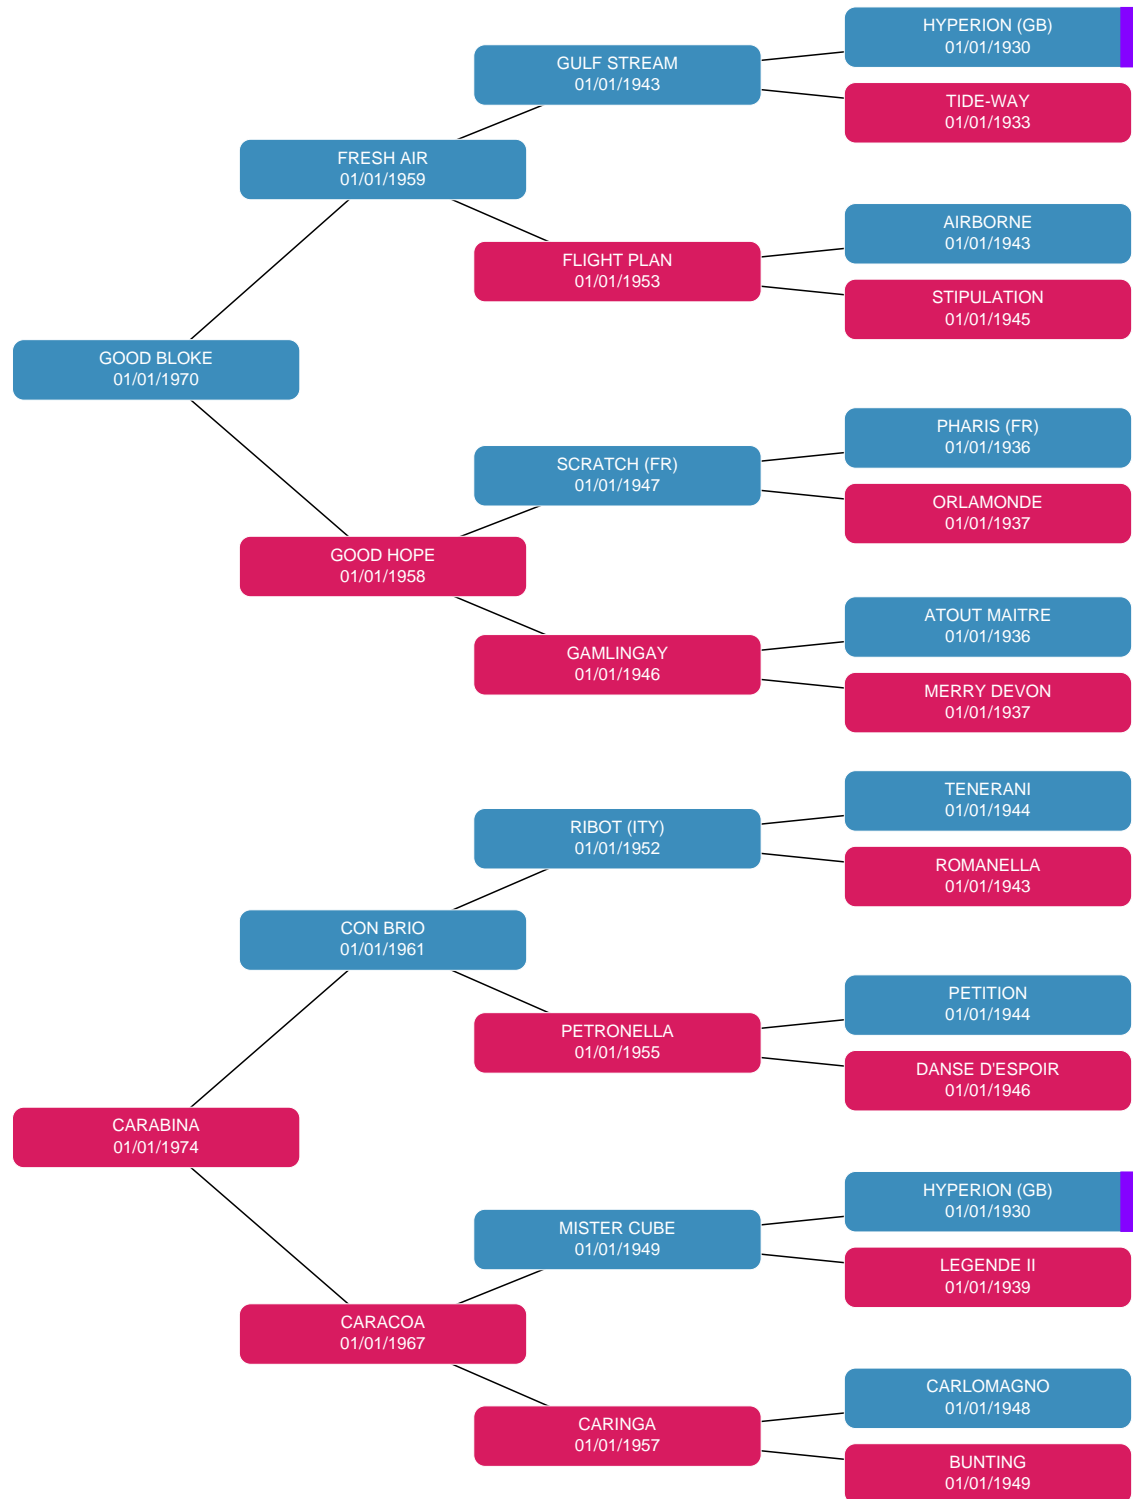 HYPERION (GB)
01/01/1930
GULF STREAM
01/01/1943
TIDE-WAY
01/01/1933
FRESH AIR
01/01/1959
AIRBORNE
01/01/1943
FLIGHT PLAN
01/01/1953
STIPULATION
01/01/1945
GOOD BLOKE
01/01/1970
PHARIS (FR)
01/01/1936
SCRATCH (FR)
01/01/1947
ORLAMONDE
01/01/1937
GOOD HOPE
01/01/1958
ATOUT MAITRE
01/01/1936
GAMLINGAY
01/01/1946
MERRY DEVON
01/01/1937
TENERANI
01/01/1944
RIBOT (ITY)
01/01/1952
ROMANELLA
01/01/1943
CON BRIO
01/01/1961
PETITION
01/01/1944
PETRONELLA
01/01/1955
DANSE D'ESPOIR
01/01/1946
CARABINA
01/01/1974
HYPERION (GB)
01/01/1930
MISTER CUBE
01/01/1949
LEGENDE II
01/01/1939
CARACOA
01/01/1967
CARLOMAGNO
01/01/1948
CARINGA
01/01/1957
BUNTING
01/01/1949